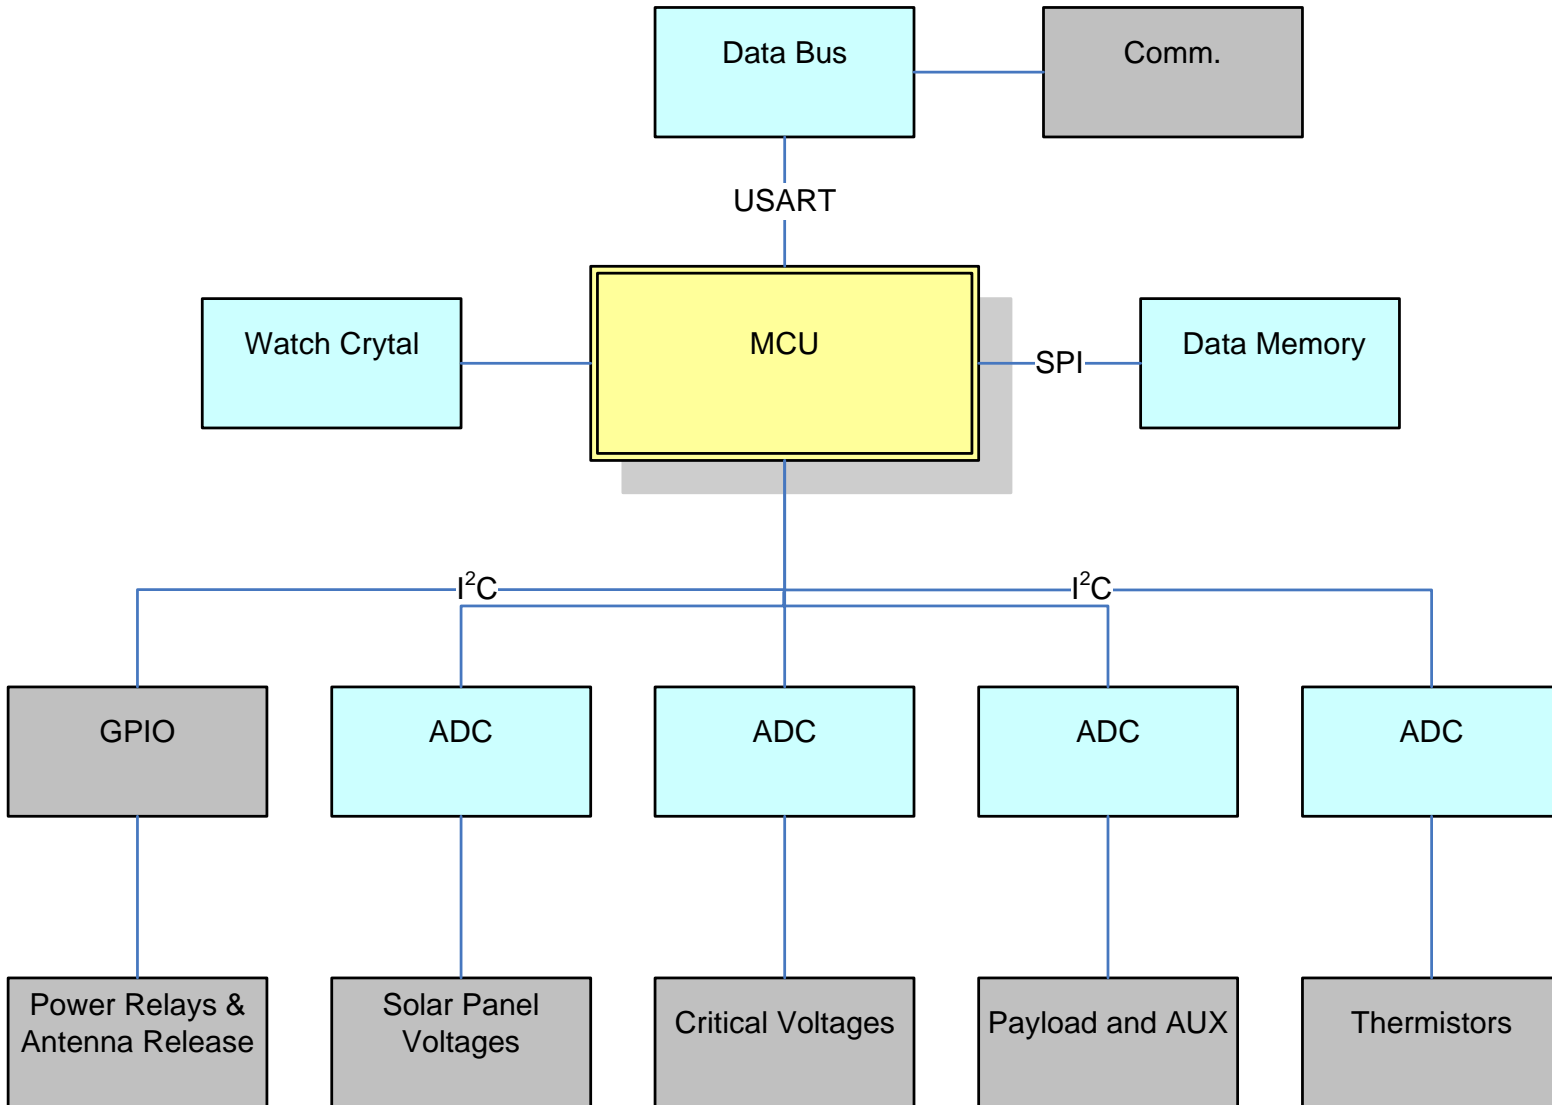 Data Bus
Comm.
USART
Watch Crytal
MCU
SPI
Data Memory
I²C
I²C
GPIO
ADC
ADC
ADC
ADC
Power Relays &
Antenna Release
Solar Panel
Voltages
Critical Voltages
Payload and AUX
Thermistors